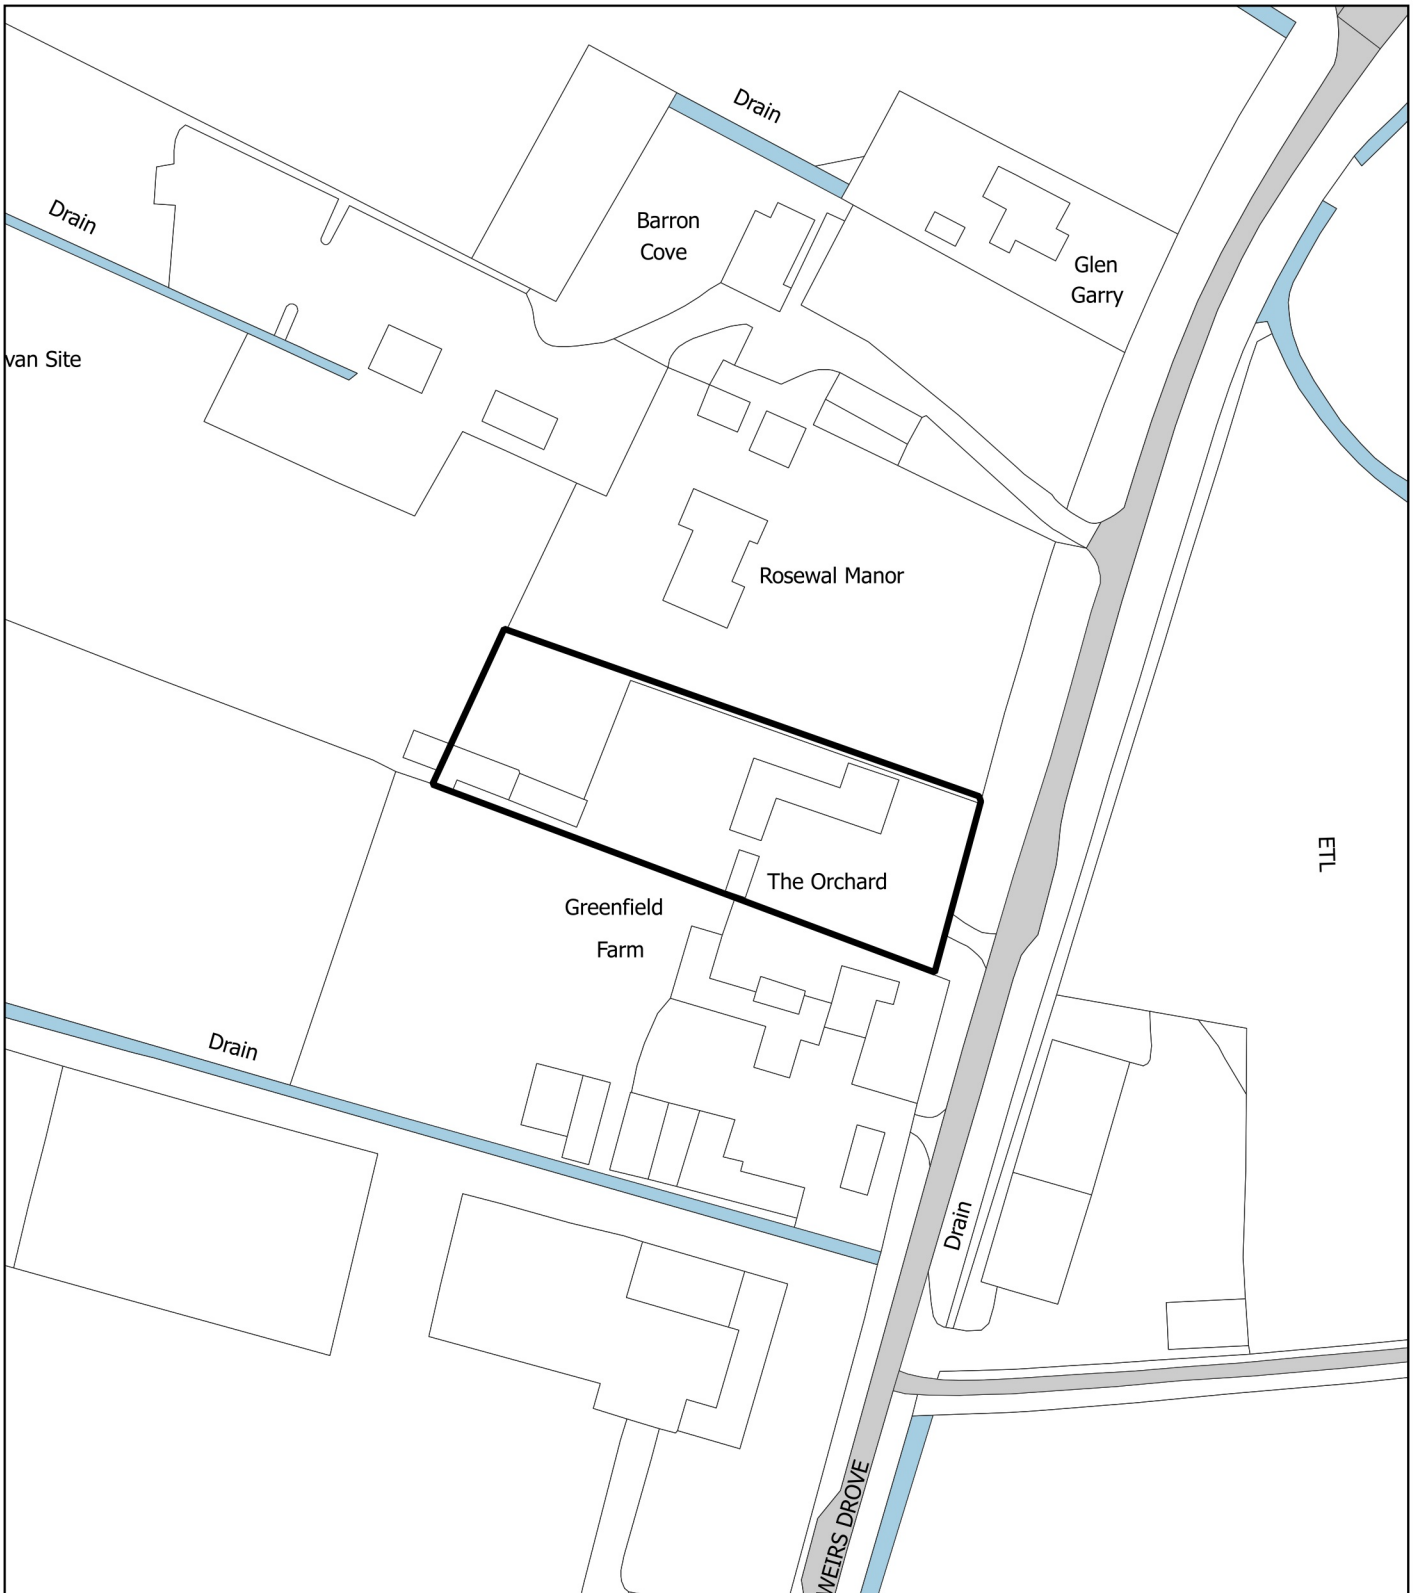 Drain
Drain
Barron
Cove
Glen
Garry
van Site
Rosewal Manor
ETL
The Orchard
Greenfield
Farm
Drain
Drain
WEIRS DROVE